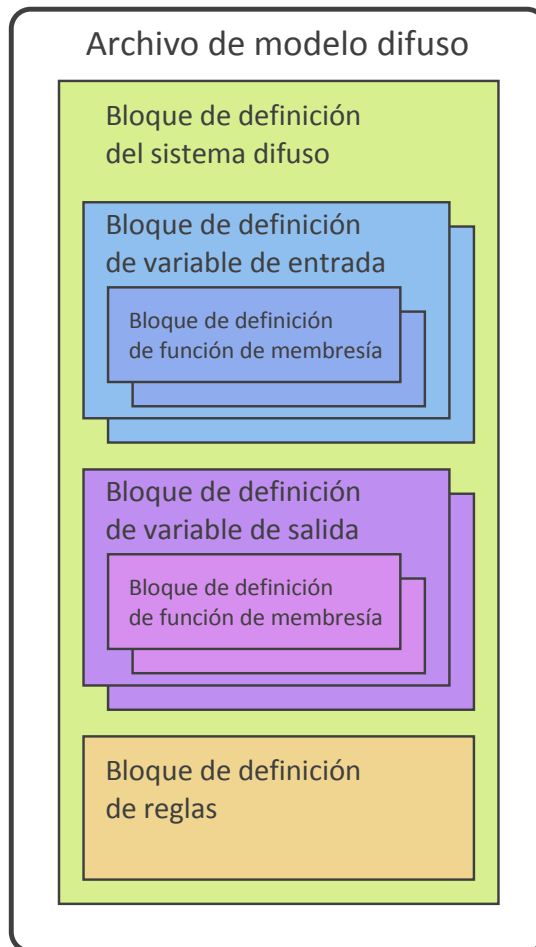 Archivo de modelo difuso
Bloque de definición
del sistema difuso
Bloque de definición
de variable de entrada
Bloque de definición
de función de membresía
Bloque de definición
de variable de salida
Bloque de definición
de función de membresía
Bloque de definición
de reglas